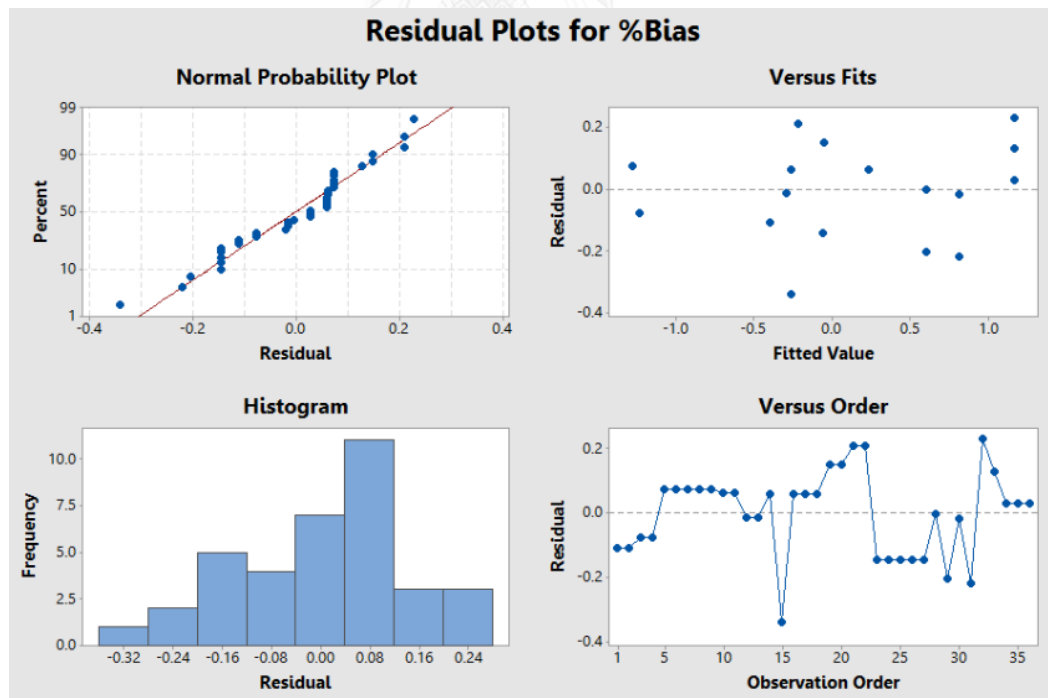 Residual Plots for %Bias
Normal Probability Plot
99
90
50
10
1
Percent
-0.4 -0.2 0.0 0.2 0.4
Residual
Versus Fits
0.2
0.0
-0.2
-0.4
Residual
-1.0 -0.5 0.0 0.5 1.0
Fitted Value
Histogram
10.0
7.5
5.0
2.5
0.0
Frequency
-0.32 -0.24 -0.16 -0.08 0.00 0.08 0.16 0.24
Residual
Versus Order
0.2
0.0
-0.2
-0.4
Residual
1 5 10 15 20 25 30 35
Observation Order